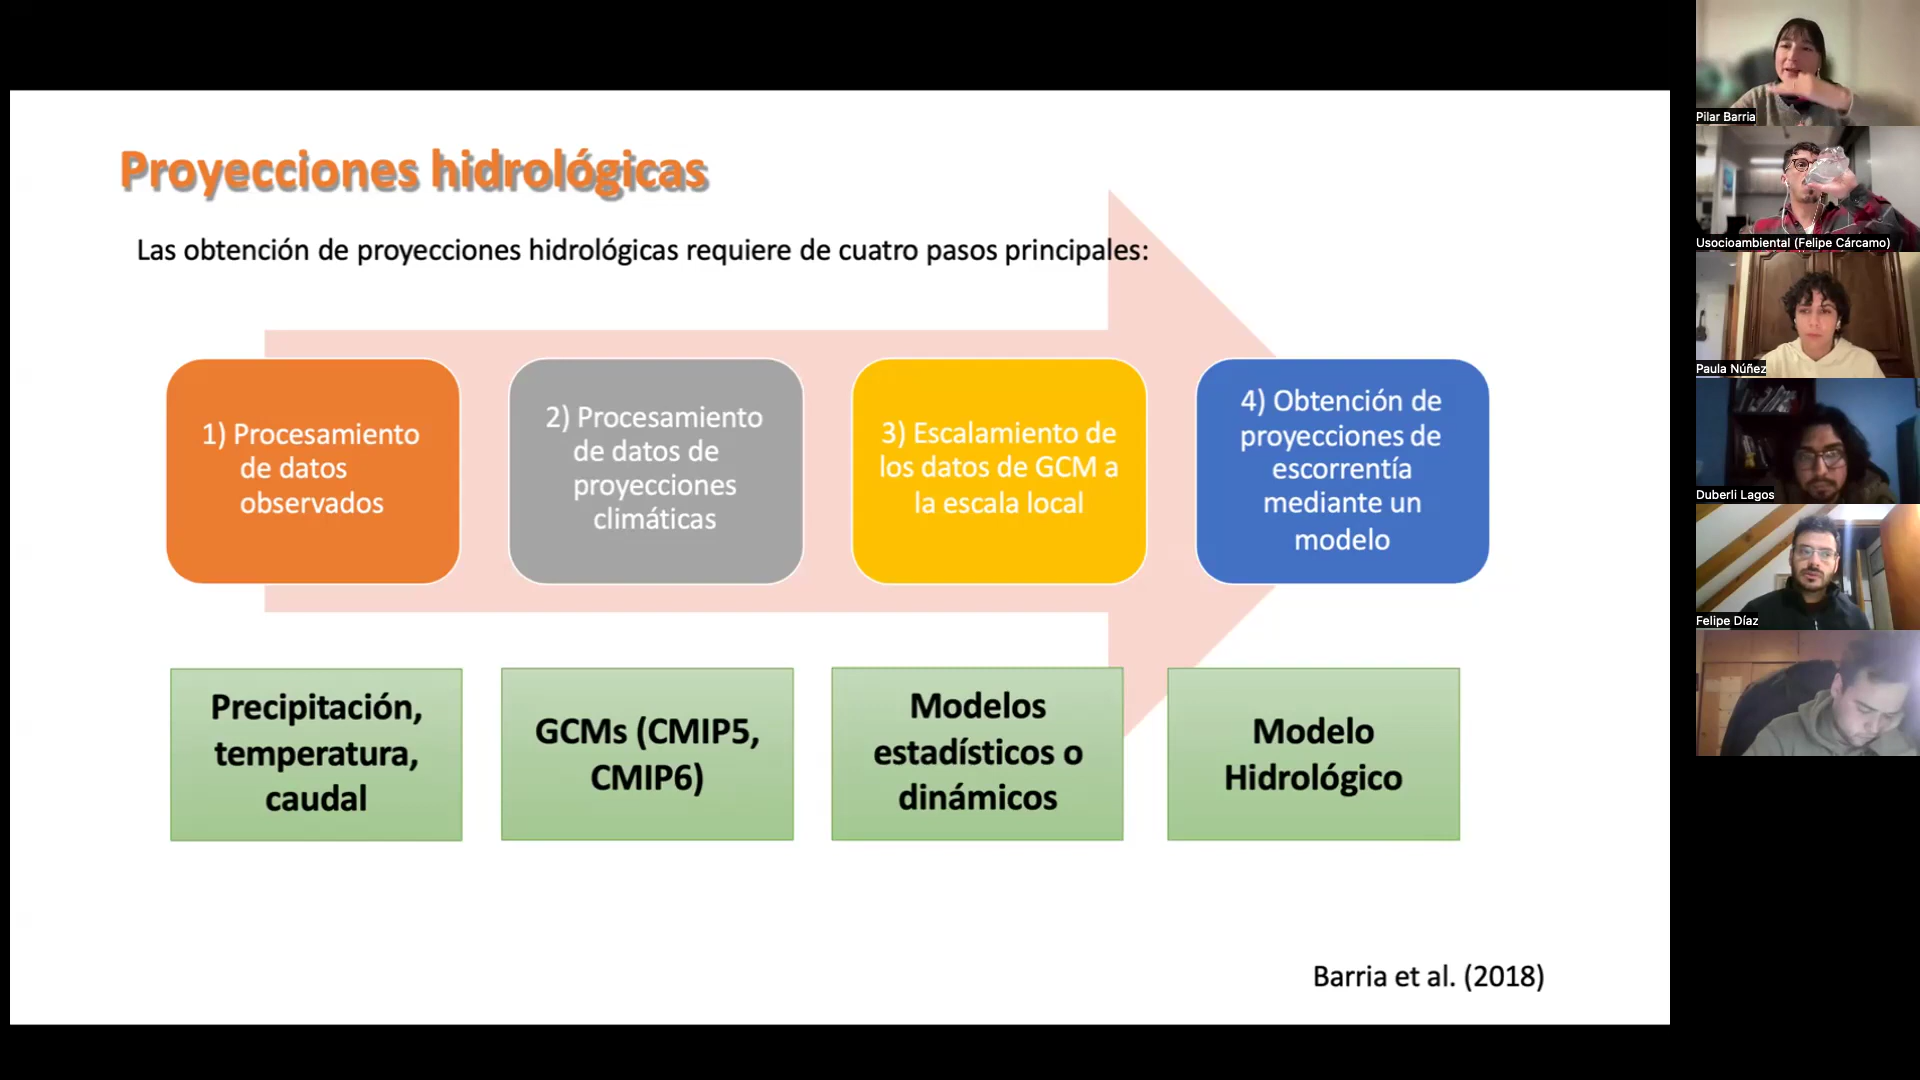 Proyecciones hidrológicas
Las obtención de proyecciones hidrológicas requiere de cuatro pasos principales:
1) Procesamiento
de datos
observados
2) Procesamiento
de datos de
proyecciones
climáticas
3) Escalamiento de
los datos de GCM a
la escala local
4) Obtención de
proyecciones de
escorrentía
mediante un
modelo
Precipitación,
temperatura,
caudal
GCMs (CMIP5,
CMIP6)
Modelos
estadísticos o
dinámicos
Modelo
Hidrológico
Barria et al. (2018)
Pilar Barria
Usocioambiental (Felipe Cárcamo)
Paula Núñez
Duberli Lagos
Felipe Díaz